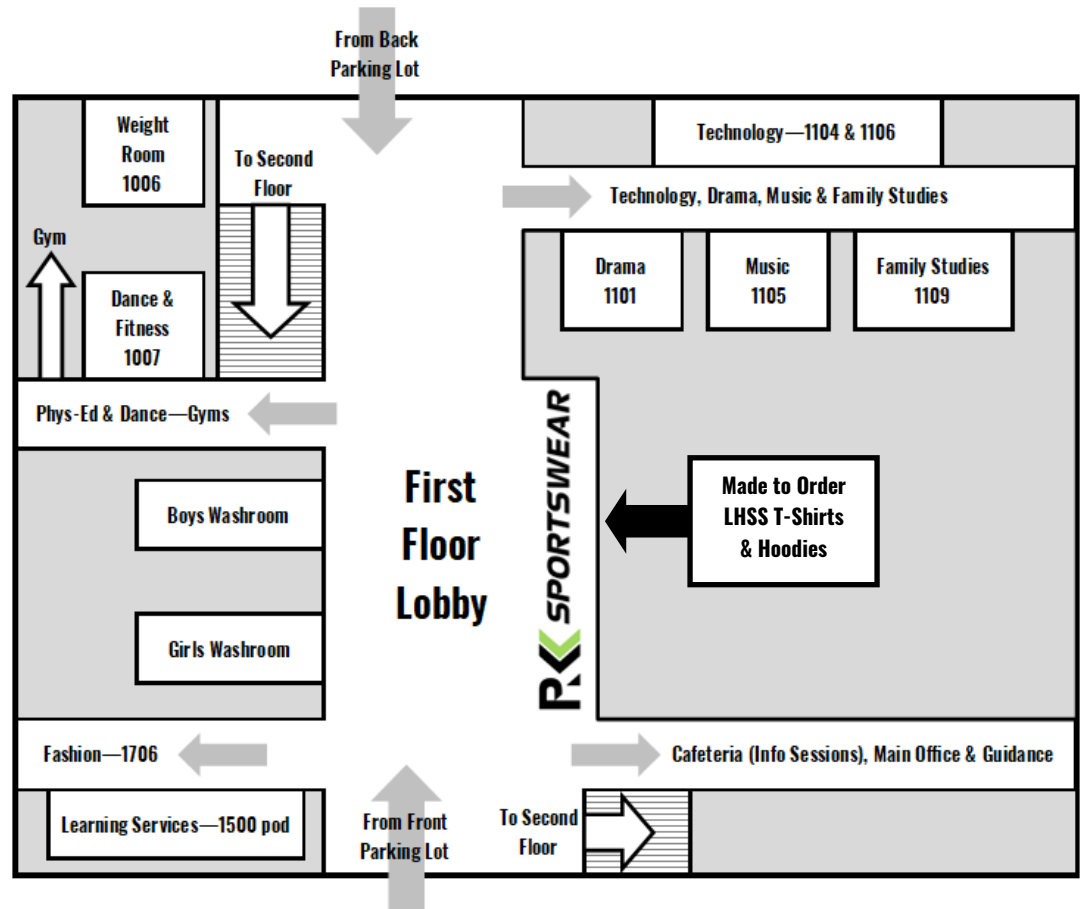 From Back
Parking Lot
Weight
Room
1006
To Second
Floor
Technology—1104 & 1106
Technology, Drama, Music & Family Studies
Gym
Dance &
Fitness
1007
Drama
1101
Music
1105
Family Studies
1109
Phys-Ed & Dance—Gyms
First
Floor
Lobby
PK SPORTSWEAR
Made to Order
LHSS T-Shirts
& Hoodies
Boys Washroom
Girls Washroom
Fashion—1706
Cafeteria (Info Sessions), Main Office & Guidance
Learning Services—1500 pod
From Front
Parking Lot
To Second
Floor